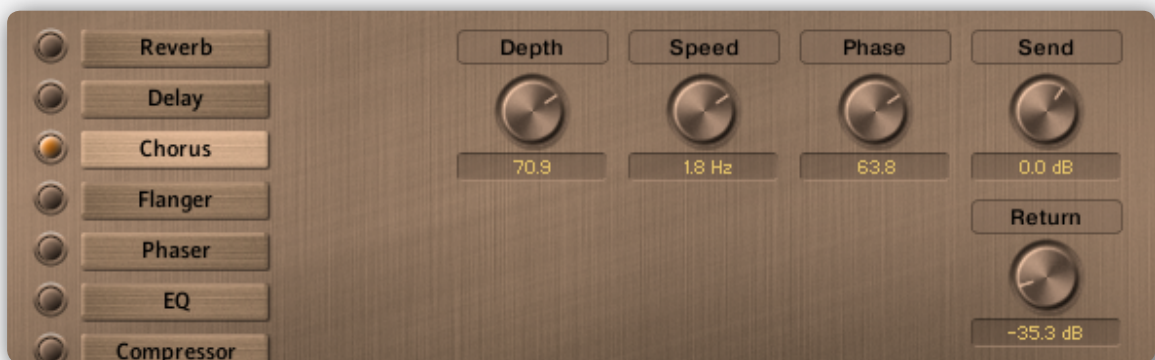 Reverb
Delay
Chorus
Flanger
Phaser
EQ
Compressor
Depth Speed Phase Send
70.9 1.8 Hz 63.8 0.0 dB
Return
-35.3 dB